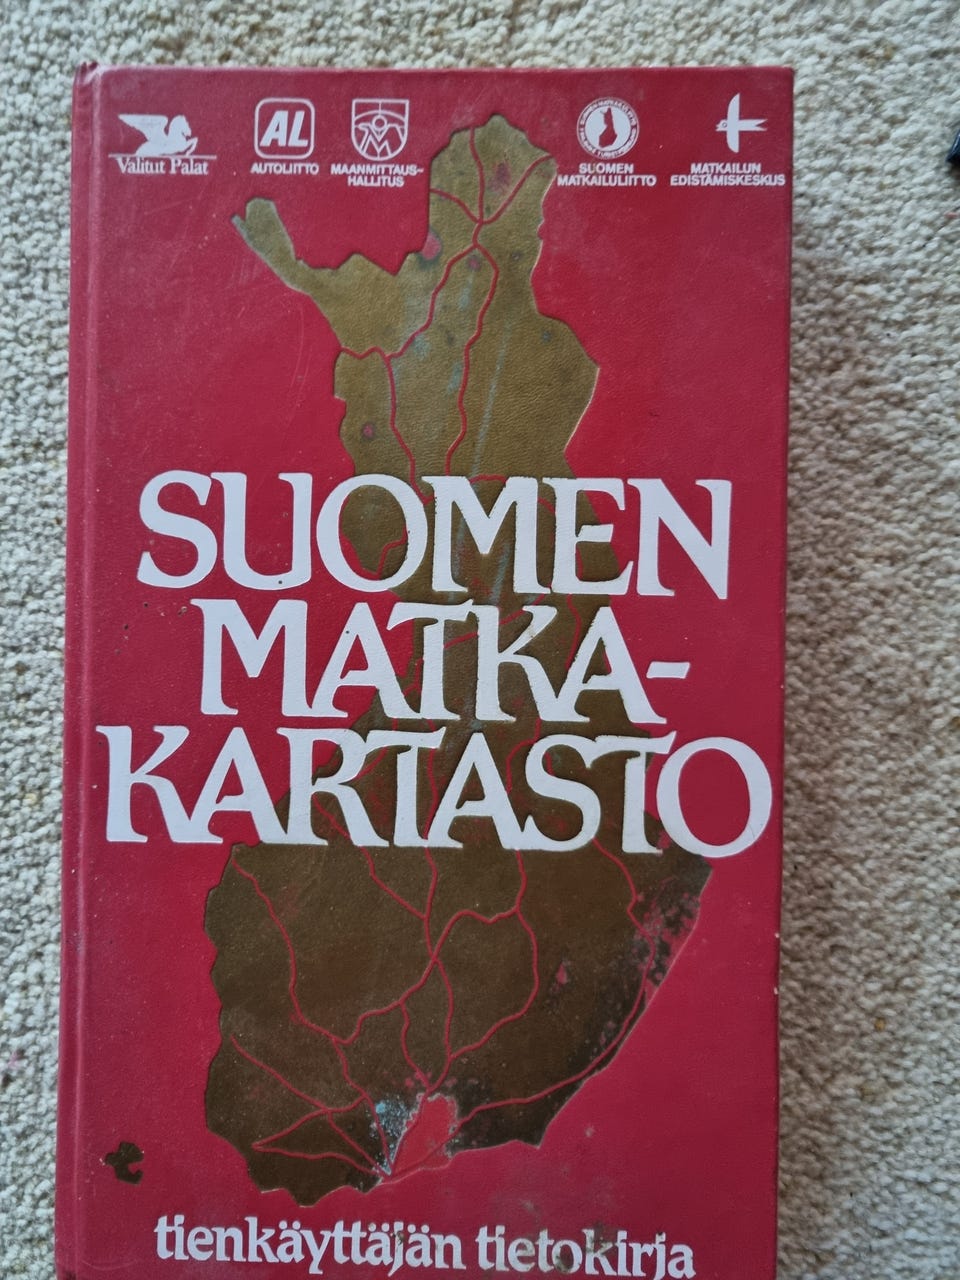 Valitut Palat
AL
AUTOLIITTO
MAANMITTAUS-
HALLITUS
SUOMEN
MATKAILULIITTO
MATKAILUN
EDISTÄMISKESKUS
SUOMEN
MATKA-
KARTASTO
tienkäyttäjän tietokirja